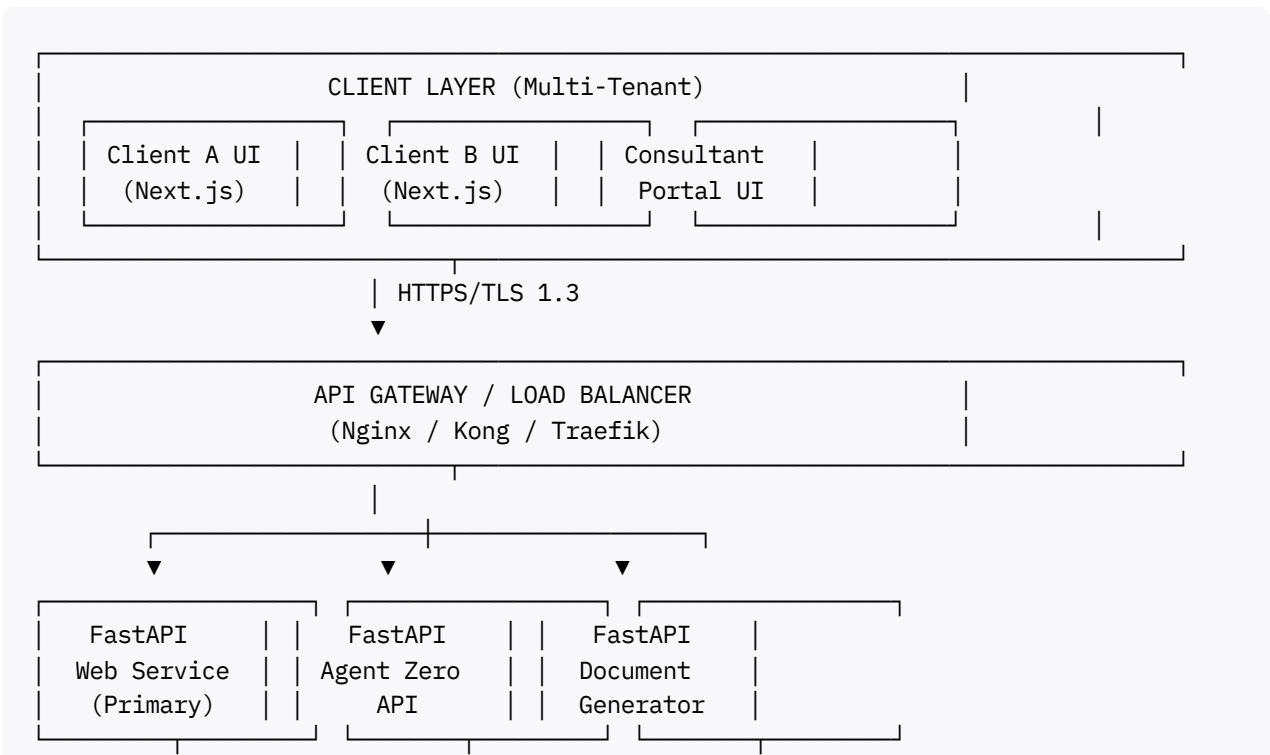 CLIENT LAYER (Multi-Tenant)
Client A UI Client B UI Consultant
(Next.js) (Next.js) Portal UI
HTTPS/TLS 1.3
API GATEWAY / LOAD BALANCER
(Nginx / Kong / Traefik)
FastAPI FastAPI FastAPI
Web Service Agent Zero Document
(Primary) API Generator